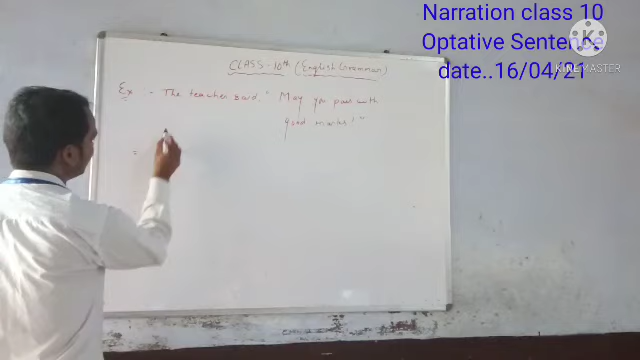 Narration class 10
Optative Sentence
date..16/04/21
KINEMASTER
CLASS-10th (English Grammar)
Ex - The teacher said, " May you pass with
good marks! "
=